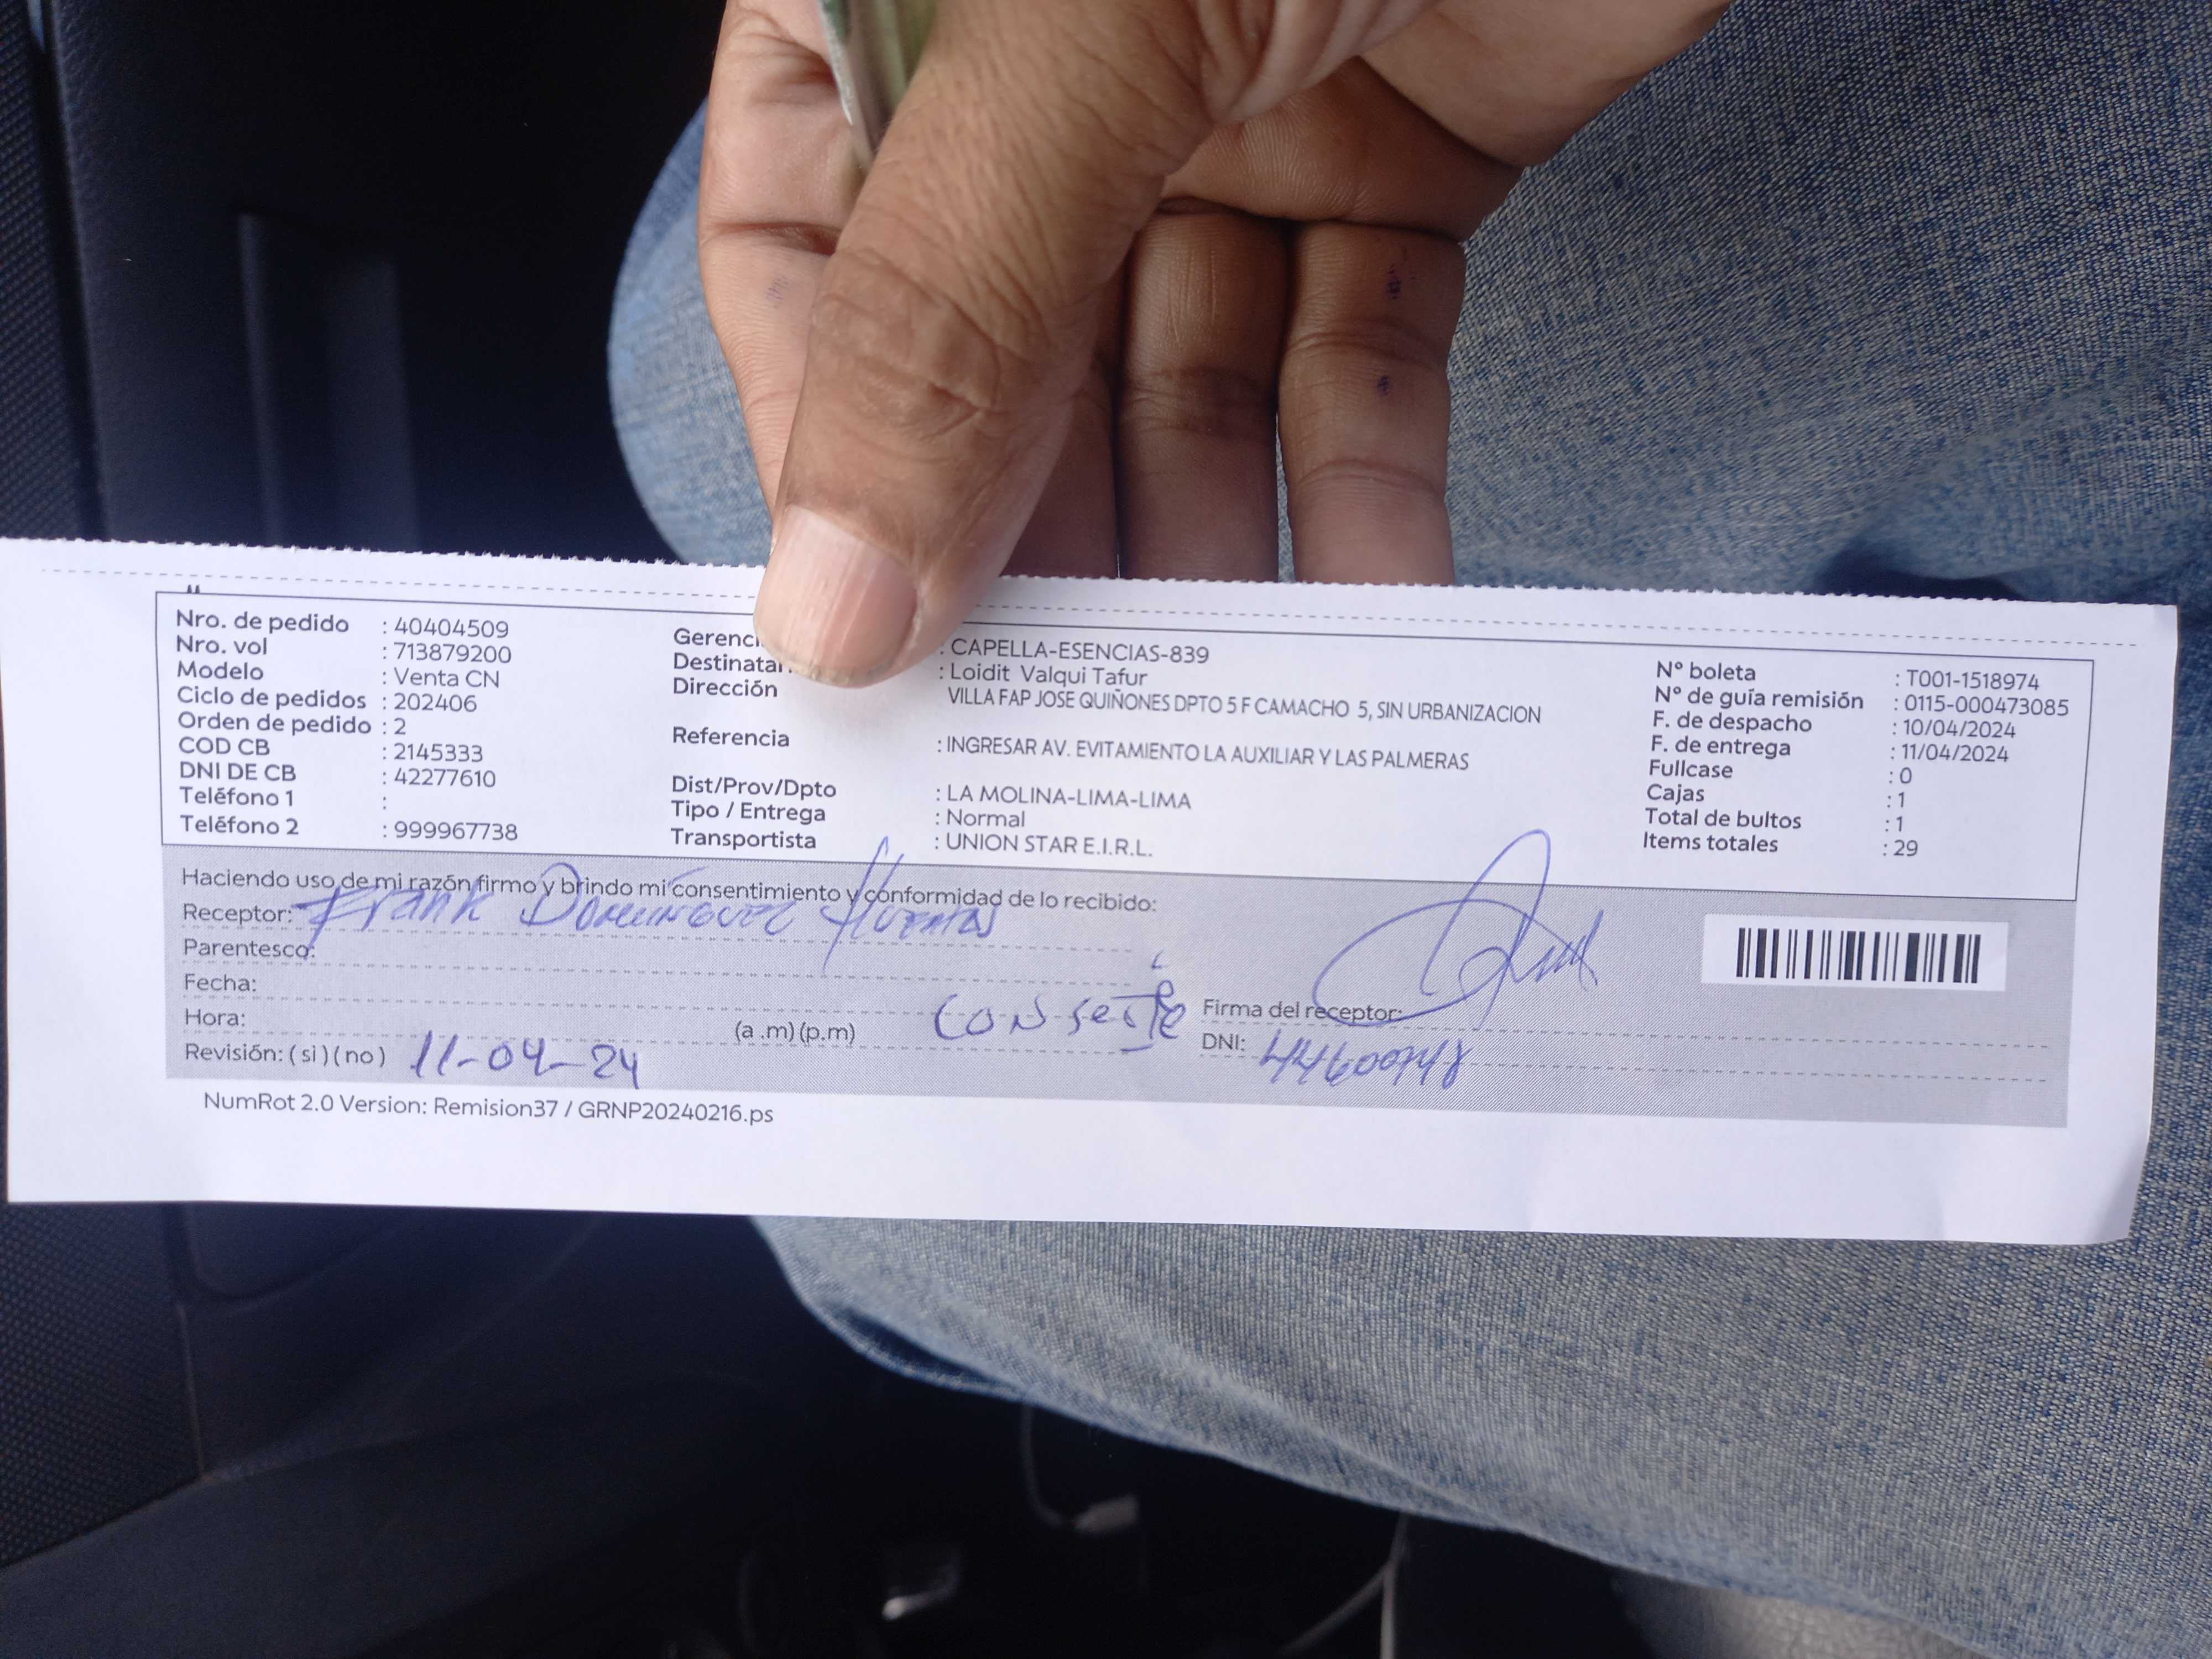 Nro. de pedido : 40404509
Nro. vol : 713879200
Modelo : Venta CN
Ciclo de pedidos : 202406
Orden de pedido : 2
COD CB : 2145333
DNI DE CB : 42277610
Teléfono 1 :
Teléfono 2 : 999967738
: CAPELLA-ESENCIAS-839
: Loidit Valqui Tafur
Dirección VILLA FAP JOSE QUIÑONES DPTO 5 F CAMACHO 5, SIN URBANIZACION
Referencia : INGRESAR AV. EVITAMIENTO LA AUXILIAR Y LAS PALMERAS
Dist/Prov/Dpto : LA MOLINA-LIMA-LIMA
Tipo / Entrega : Normal
Transportista : UNION STAR E.I.R.L.
N° boleta : T001-1518974
N° de guía remisión : 0115-000473085
F. de despacho : 10/04/2024
F. de entrega : 11/04/2024
Fullcase : 0
Cajas : 1
Total de bultos : 1
Items totales : 29
Haciendo uso de mi razón firmo y brindo mi consentimiento y conformidad de lo recibido:
Receptor: Frank Dominguez
Parentesco:
Fecha:
Hora: (a.m) (p.m)
Revisión: ( si ) ( no ) 11-04-24
Firma del receptor:
DNI:
NumRot 2.0 Version: Remision37 / GRNP20240216.ps